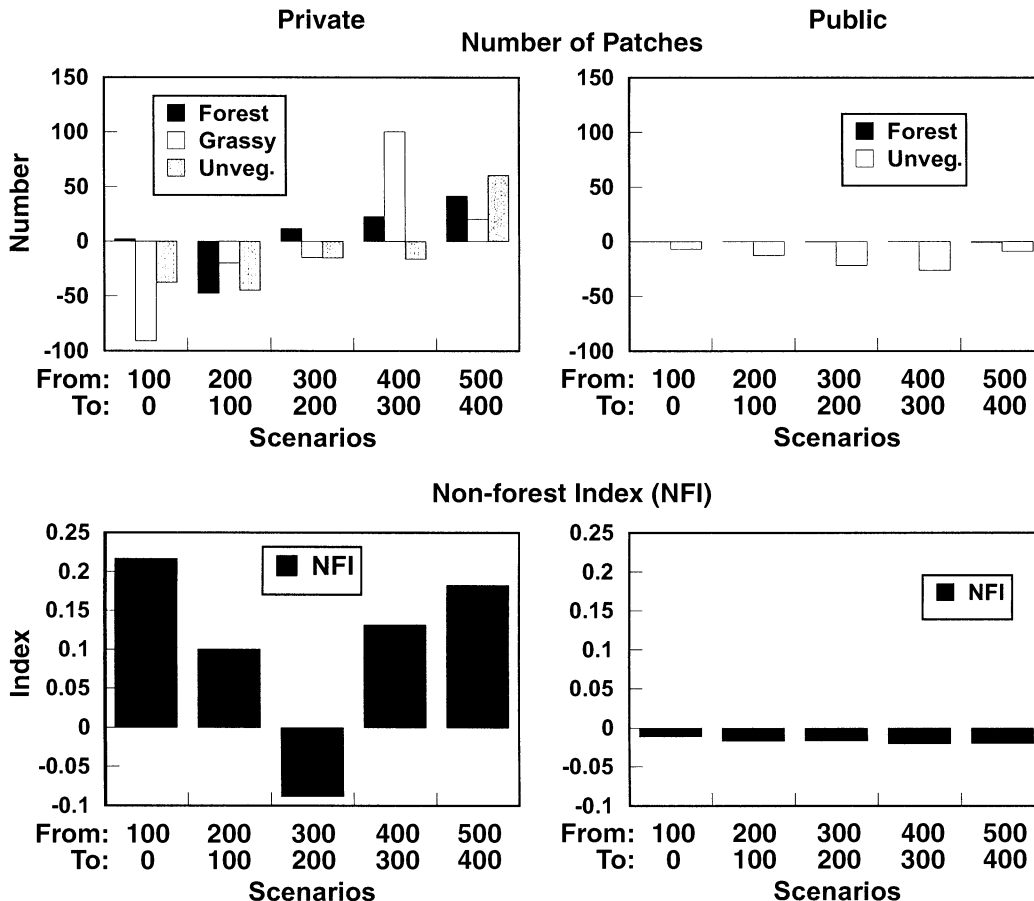 Private
Public
Number of Patches
150
100
50
0
-50
-100
Number
Forest
Grassy
Unveg.
From: 100 200 300 400 500
To: 0 100 200 300 400
Scenarios
150
100
50
0
-50
-100
Forest
Unveg.
From: 100 200 300 400 500
To: 0 100 200 300 400
Scenarios
Non-forest Index (NFI)
0.25
0.2
0.15
0.1
0.05
0
-0.05
-0.1
Index
NFI
From: 100 200 300 400 500
To: 0 100 200 300 400
Scenarios
0.25
0.2
0.15
0.1
0.05
0
-0.05
-0.1
NFI
From: 100 200 300 400 500
To: 0 100 200 300 400
Scenarios